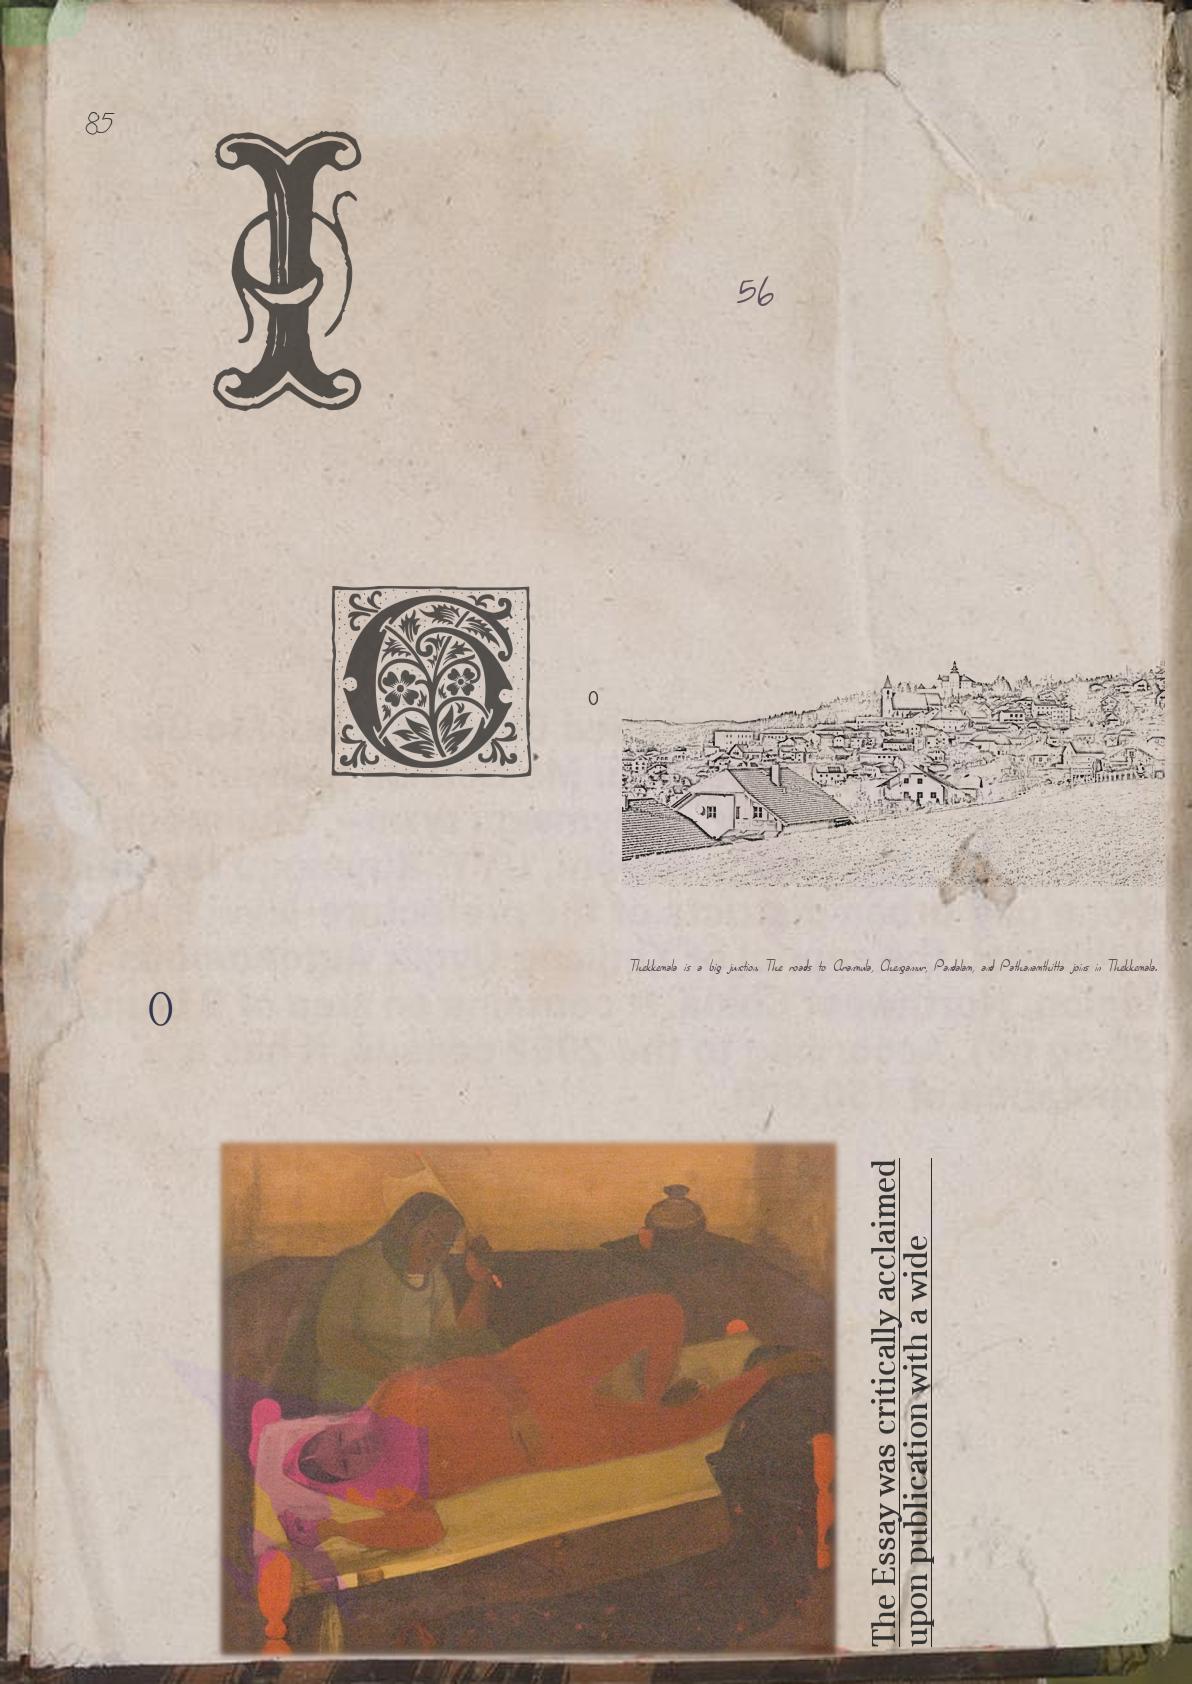 85
I
56
G
0
Thekkemala is a big junction. The roads to Aranmula, Chengannur, Pandalam, and Pathanamthitta joins in Thekkemala.
0
The Essay was critically acclaimed
upon publication with a wide